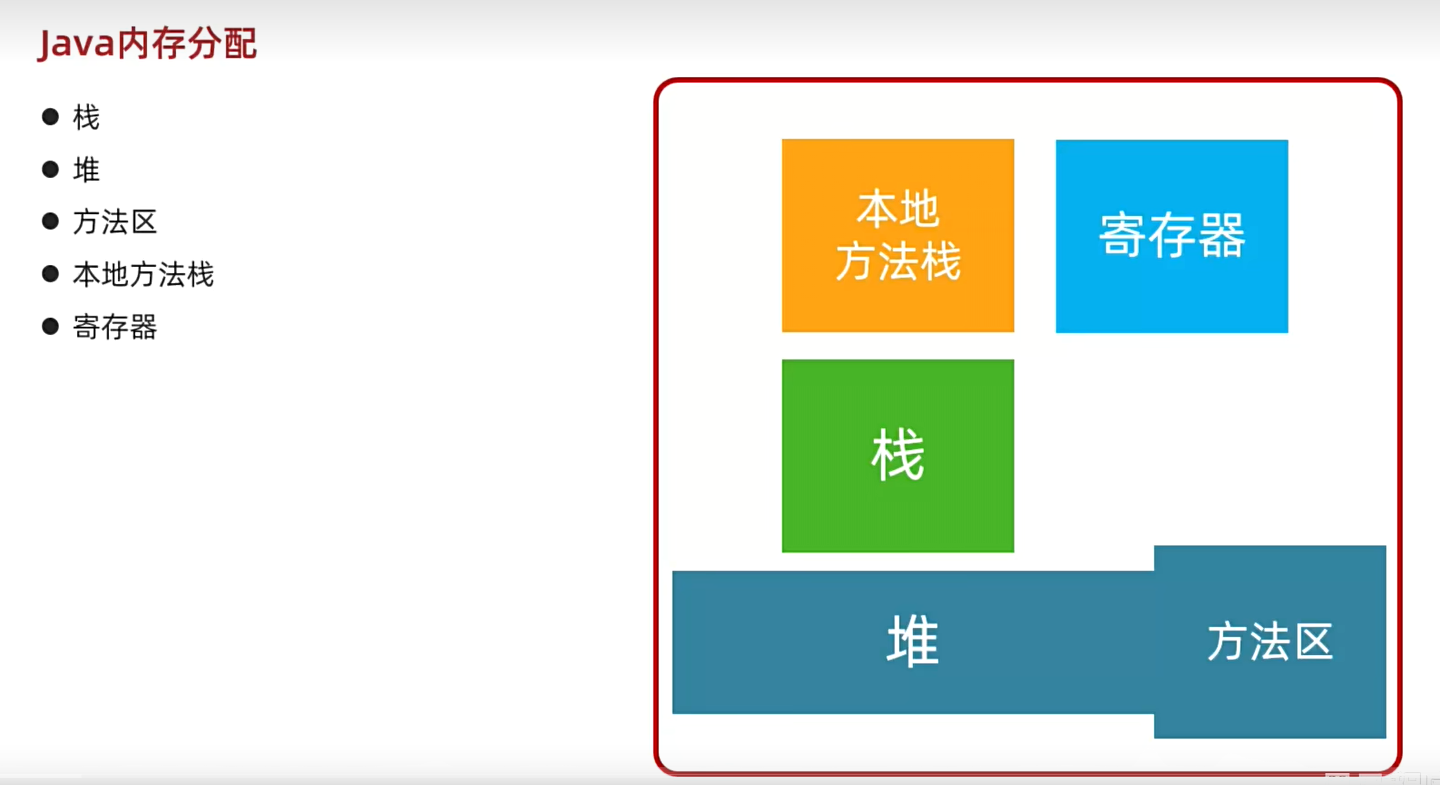 Java内存分配
● 栈
● 堆
● 方法区
● 本地方法栈
● 寄存器
本地
方法栈
寄存器
栈
堆
方法区